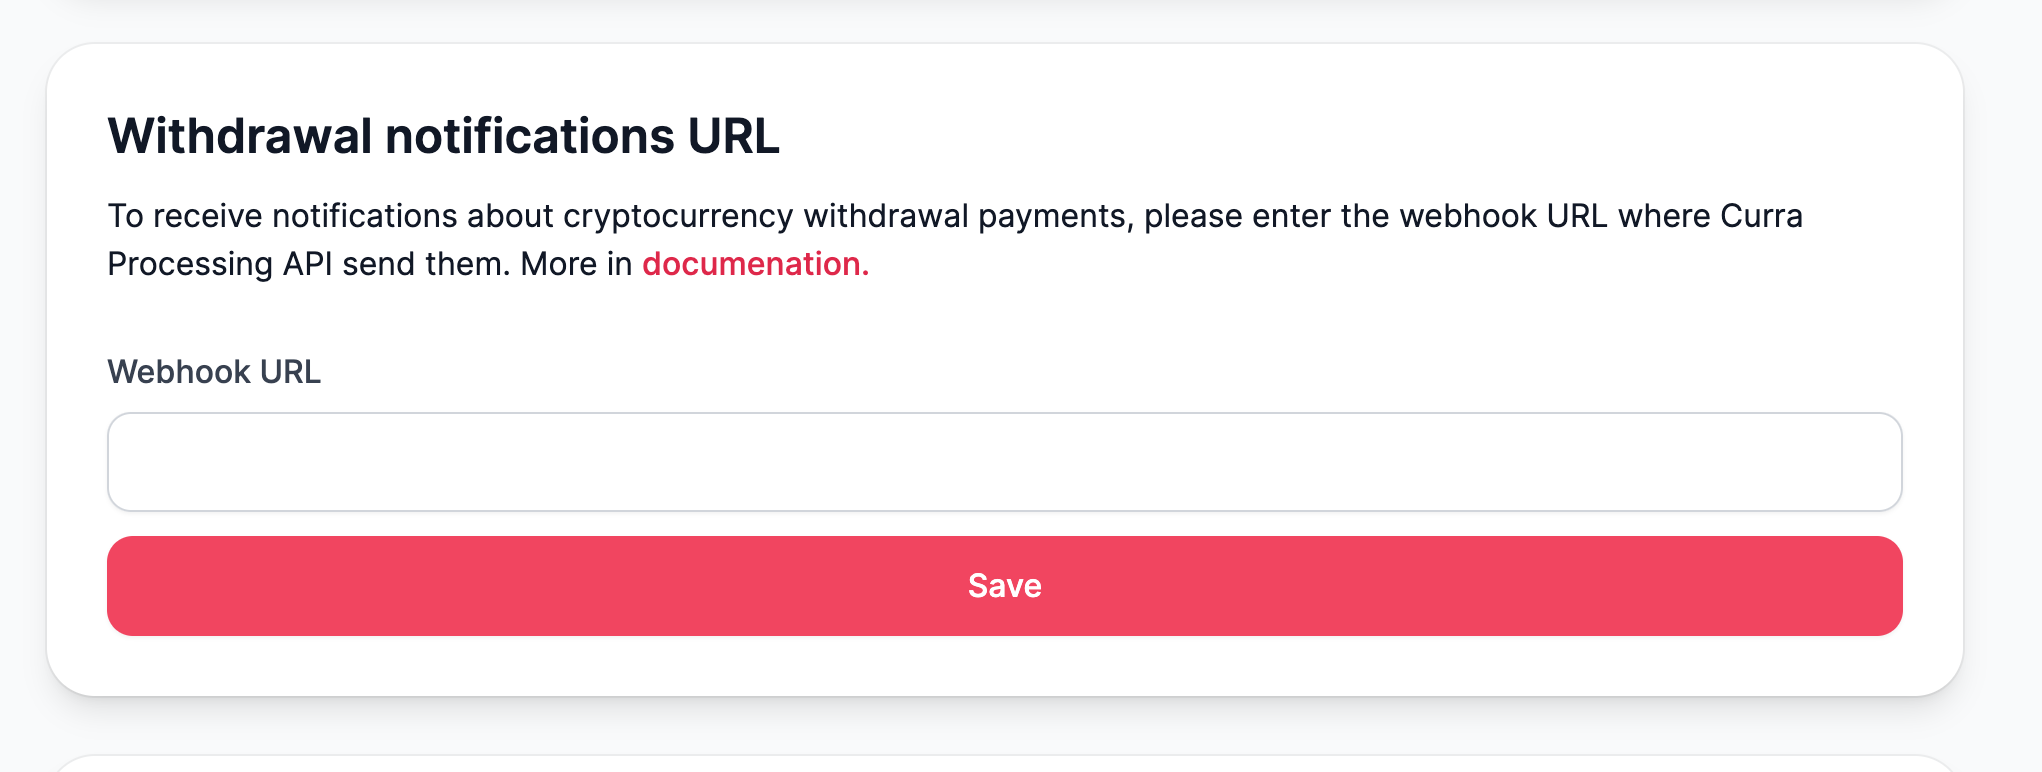 Withdrawal notifications URL
To receive notifications about cryptocurrency withdrawal payments, please enter the webhook URL where Curra
Processing API send them. More in documenation.
Webhook URL
Save